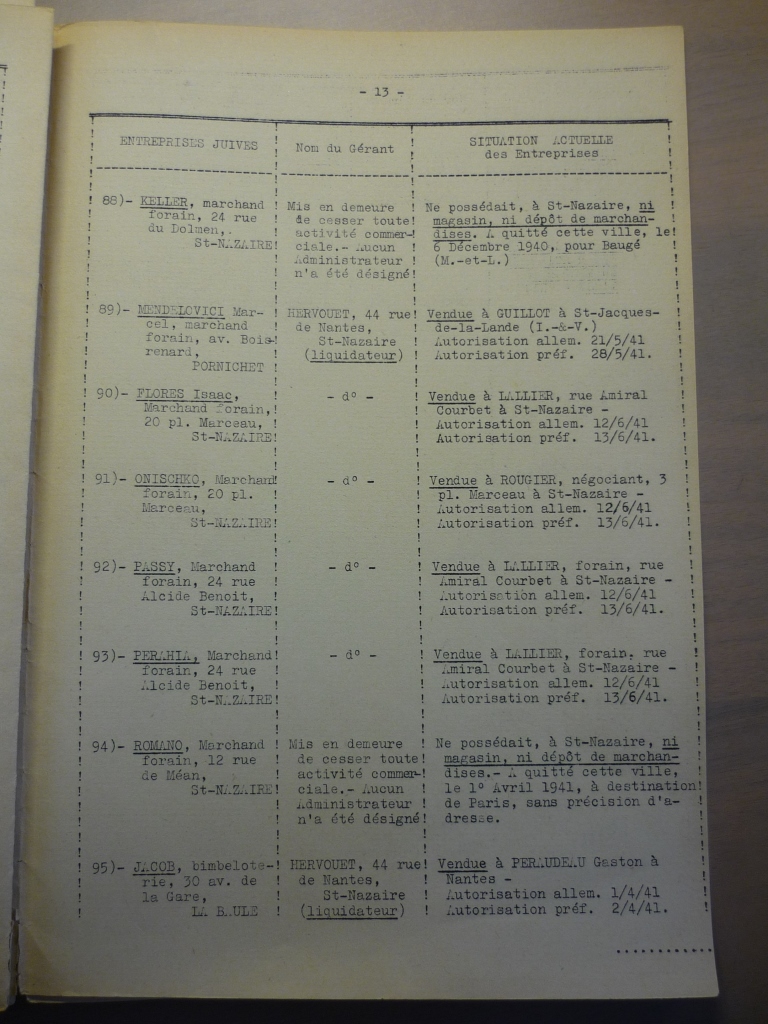 - 13 -
ENTREPRISES JUIVES
Nom du Gérant
SITUATION ACTUELLE
des Entreprises
88)- KELLER, marchand
forain, 24 rue
du Dolmen,.
St-NAZAIRE
Mis en demeure
de cesser toute
activité commer-
ciale.- Aucun
Administrateur
n'a été désigné
Ne possédait, à St-Nazaire, ni
magasin, ni dépôt de marchan-
dises. A quitté cette ville, le
6 Décembre 1940, pour Baugé
(M.-et-L.)
89)- MENDELOVICI Mar-
cel, marchand
forain, av. Bois-
renard,
PORNICHET
HERVOUET, 44 rue
de Nantes,
St-Nazaire
(liquidateur)
Vendue à GUILLOT à St-Jacques-
de-la-Lande (I.-&-V.)
Autorisation allem. 21/5/41
Autorisation préf. 28/5/41.
90)- FLORES Isaac,
Marchand forain,
20 pl. Marceau,
St-NAZAIRE
- d° -
Vendue à LALLIER, rue Amiral
Courbet à St-Nazaire -
Autorisation allem. 12/6/41
Autorisation préf. 13/6/41.
91)- ONISCHKO, Marchand
forain, 20 pl.
Marceau,
St-NAZAIRE
- d° -
Vendue à ROUGIER, négociant, 3
pl. Marceau à St-Nazaire -
Autorisation allem. 12/6/41
Autorisation préf. 13/6/41.
92)- PASSY, Marchand
forain, 24 rue
Alcide Benoit,
St-NAZAIRE
- d° -
Vendue à LALLIER, forain, rue
Amiral Courbet à St-Nazaire -
Autorisation allem. 12/6/41
Autorisation préf. 13/6/41.
93)- PERAHIA, Marchand
forain, 24 rue
Alcide Benoit,
St-NAZAIRE
- d° -
Vendue à LALLIER, forain, rue
Amiral Courbet à St-Nazaire -
Autorisation allem. 12/6/41
Autorisation préf. 13/6/41.
94)- ROMANO, Marchand
forain, 12 rue
de Méan,
St-NAZAIRE
Mis en demeure
de cesser toute
activité commer-
ciale.- Aucun
Administrateur
n'a été désigné
Ne possédait, à St-Nazaire, ni
magasin, ni dépôt de marchan-
dises.- A quitté cette ville,
le 1° Avril 1941, à destination
de Paris, sans précision d'a-
dresse.
95)- JACOB, bimbelote-
rie, 30 av. de
la Gare,
LA BAULE
HERVOUET, 44 rue
de Nantes,
St-Nazaire
(liquidateur)
Vendue à PERAUDEAU Gaston à
Nantes -
Autorisation allem. 1/4/41
Autorisation préf. 2/4/41.
...........